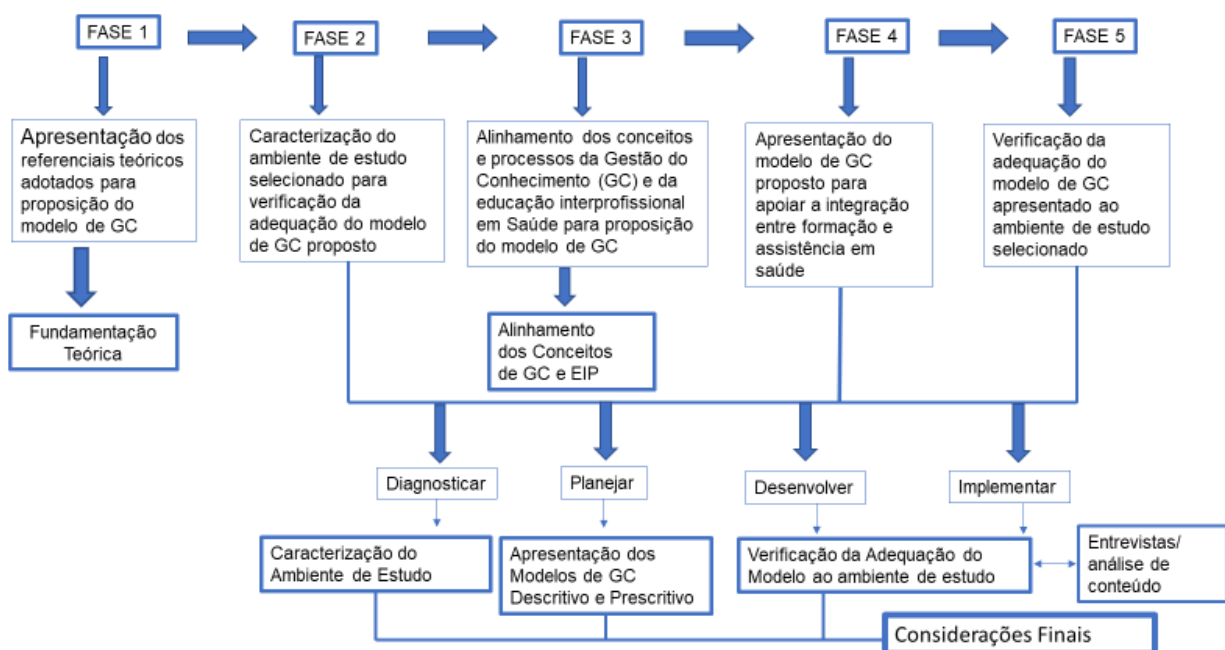 FASE 1
FASE 2
FASE 3
FASE 4
FASE 5
Apresentação dos
referenciais teóricos
adotados para
proposição do
modelo de GC
Caracterização do
ambiente de estudo
selecionado para
verificação da
adequação do modelo
de GC proposto
Alinhamento dos conceitos
e processos da Gestão do
Conhecimento (GC) e da
educação interprofissional
em Saúde para proposição
do modelo de GC
Apresentação do
modelo de GC
proposto para
apoiar a integração
entre formação e
assistência em
saúde
Verificação da
adequação do
modelo de GC
apresentado ao
ambiente de estudo
selecionado
Fundamentação
Teórica
Alinhamento
dos Conceitos
de GC e EIP
Diagnosticar
Planejar
Desenvolver
Implementar
Caracterização do
Ambiente de Estudo
Apresentação dos
Modelos de GC
Descritivo e Prescritivo
Verificação da Adequação do
Modelo ao ambiente de estudo
Entrevistas/
análise de
conteúdo
Considerações Finais